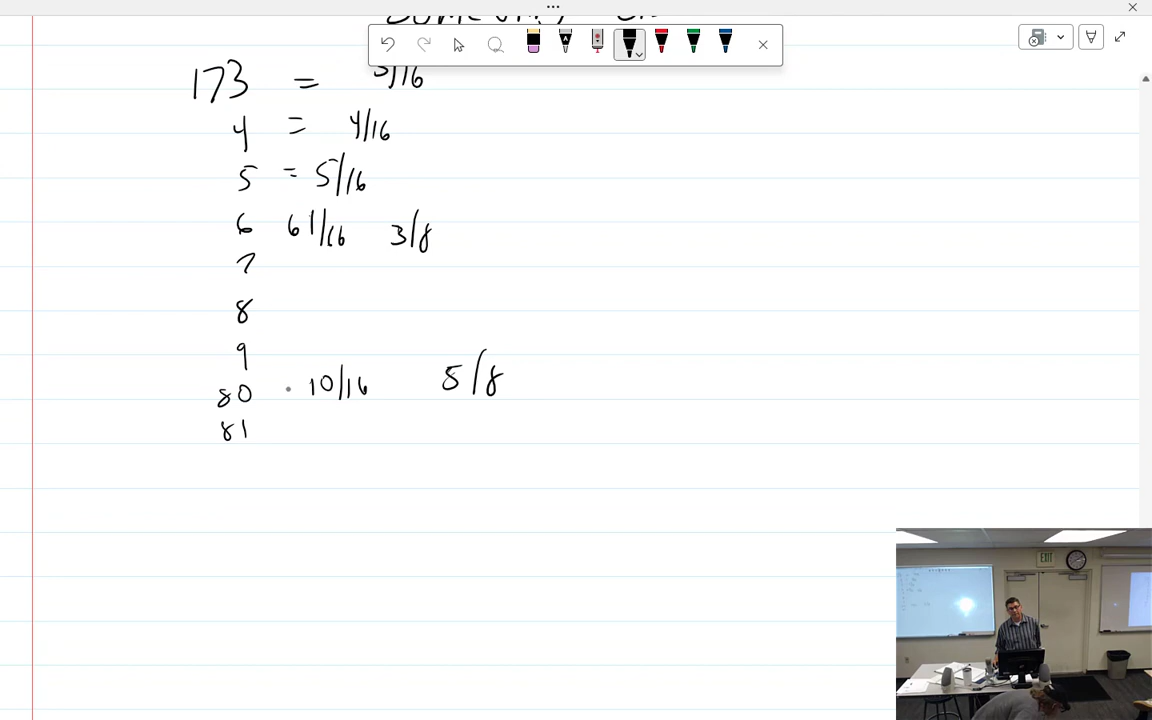 173 = 3/16
4 = 4/16
5 = 5/16
6 6/16 3/8
7
8
9
80 10/16 5/8
81
EXIT